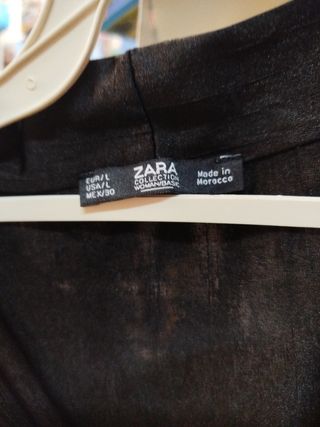 EUR/L
USA/L
MEX/30
ZARA
COLLECTION
WOMAN/BASIC
Made in
Morocco